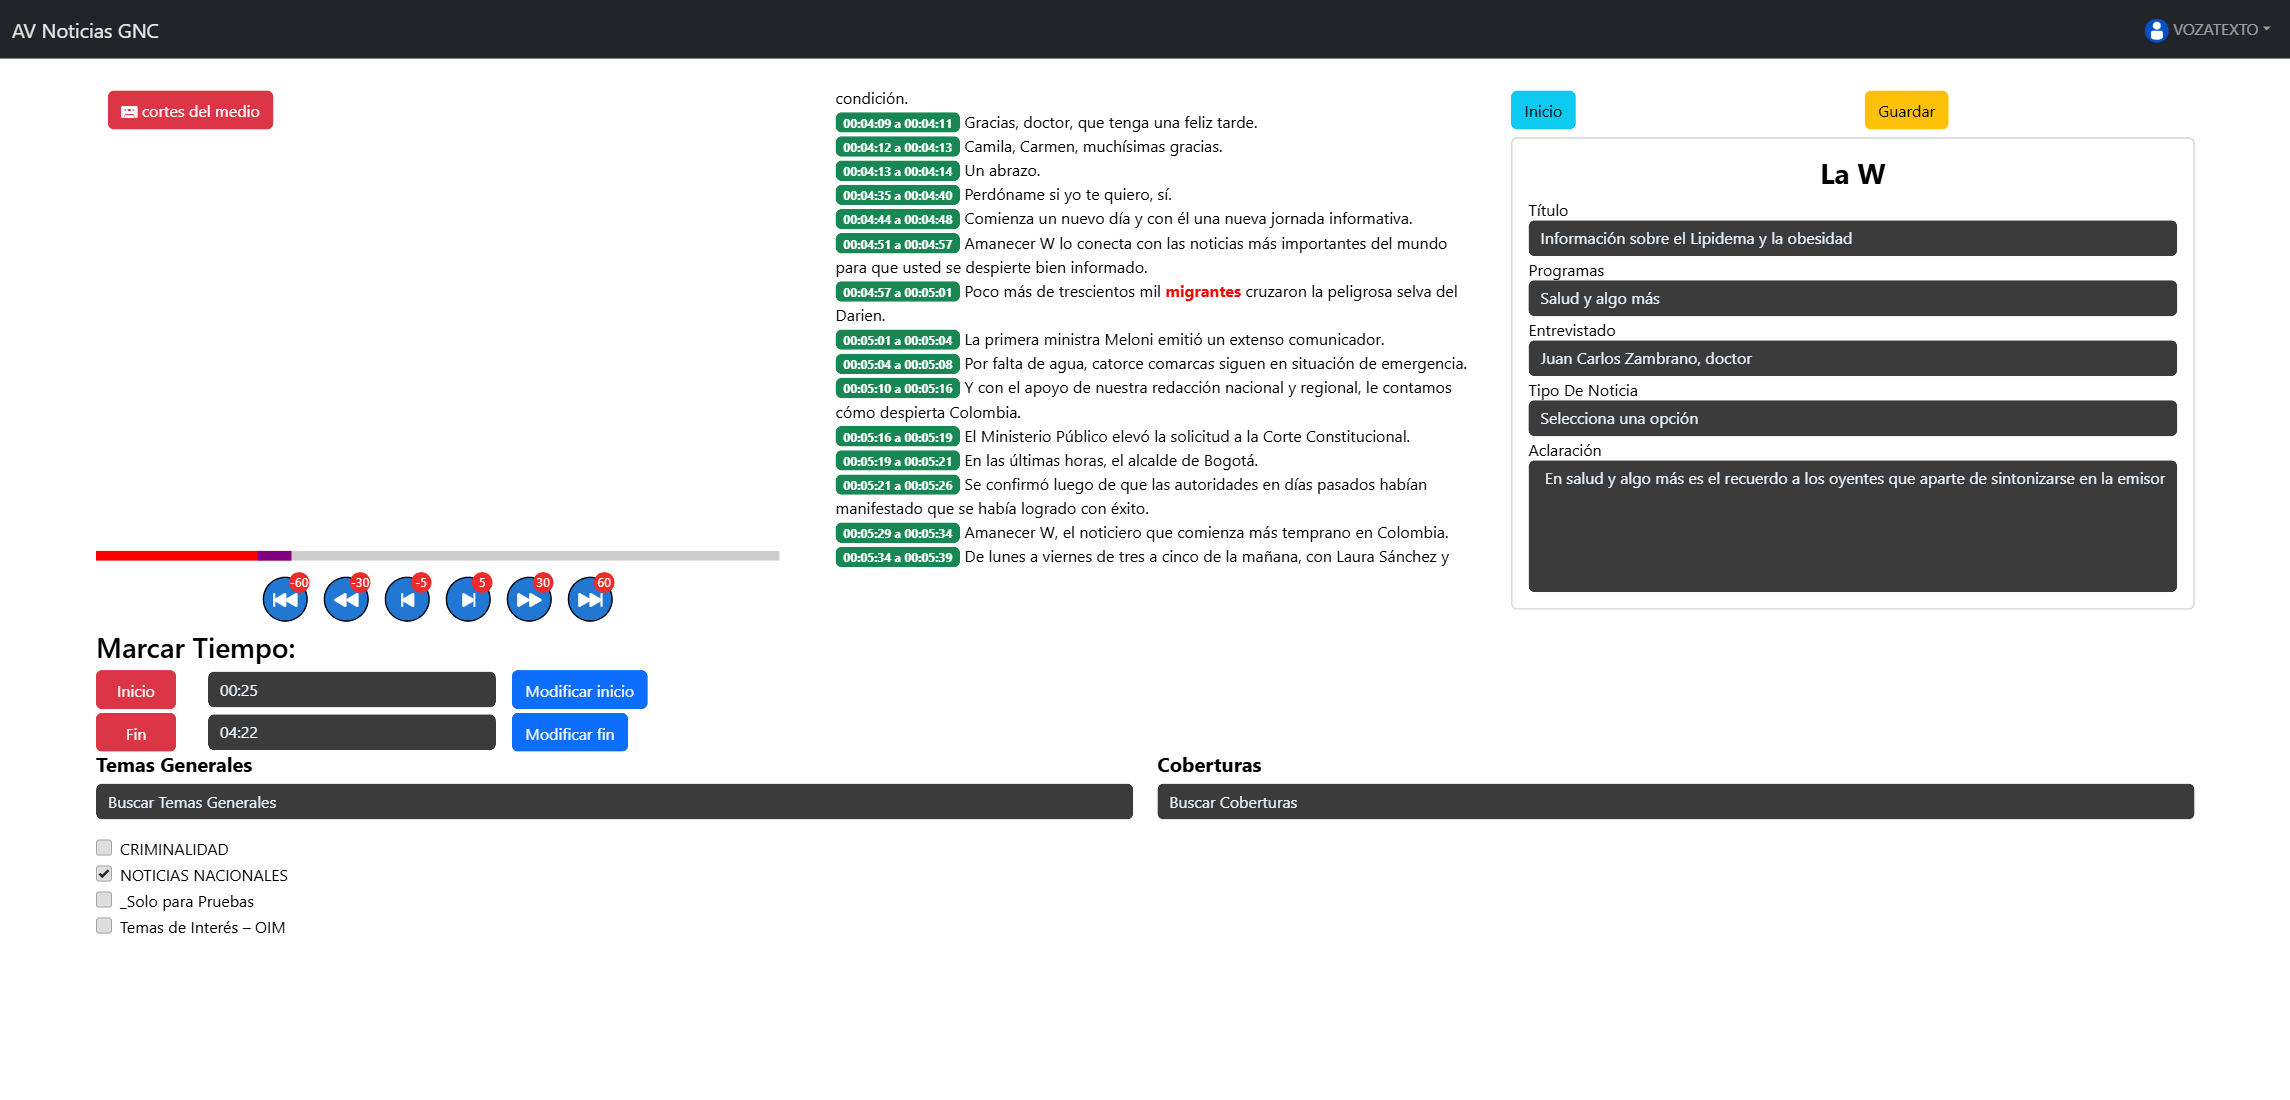 AV Noticias GNC
VOZATEXTO
cortes del medio
-60
-30
-5
5
30
60
Marcar Tiempo:
Inicio
00:25
Modificar inicio
Fin
04:22
Modificar fin
condición.
00:04:09 a 00:04:11 Gracias, doctor, que tenga una feliz tarde.
00:04:12 a 00:04:13 Camila, Carmen, muchísimas gracias.
00:04:13 a 00:04:14 Un abrazo.
00:04:35 a 00:04:40 Perdóname si yo te quiero, sí.
00:04:44 a 00:04:48 Comienza un nuevo día y con él una nueva jornada informativa.
00:04:51 a 00:04:57 Amanecer W lo conecta con las noticias más importantes del mundo
para que usted se despierte bien informado.
00:04:57 a 00:05:01 Poco más de trescientos mil migrantes cruzaron la peligrosa selva del
Darien.
00:05:01 a 00:05:04 La primera ministra Meloni emitió un extenso comunicador.
00:05:04 a 00:05:08 Por falta de agua, catorce comarcas siguen en situación de emergencia.
00:05:10 a 00:05:16 Y con el apoyo de nuestra redacción nacional y regional, le contamos
cómo despierta Colombia.
00:05:16 a 00:05:19 El Ministerio Público elevó la solicitud a la Corte Constitucional.
00:05:19 a 00:05:21 En las últimas horas, el alcalde de Bogotá.
00:05:21 a 00:05:26 Se confirmó luego de que las autoridades en días pasados habían
manifestado que se había logrado con éxito.
00:05:29 a 00:05:34 Amanecer W, el noticiero que comienza más temprano en Colombia.
00:05:34 a 00:05:39 De lunes a viernes de tres a cinco de la mañana, con Laura Sánchez y
Inicio
Guardar
La W
Título
Información sobre el Lipidema y la obesidad
Programas
Salud y algo más
Entrevistado
Juan Carlos Zambrano, doctor
Tipo De Noticia
Selecciona una opción
Aclaración
En salud y algo más es el recuerdo a los oyentes que aparte de sintonizarse en la emisor
Temas Generales
Buscar Temas Generales
CRIMINALIDAD
NOTICIAS NACIONALES
_Solo para Pruebas
Temas de Interés – OIM
Coberturas
Buscar Coberturas